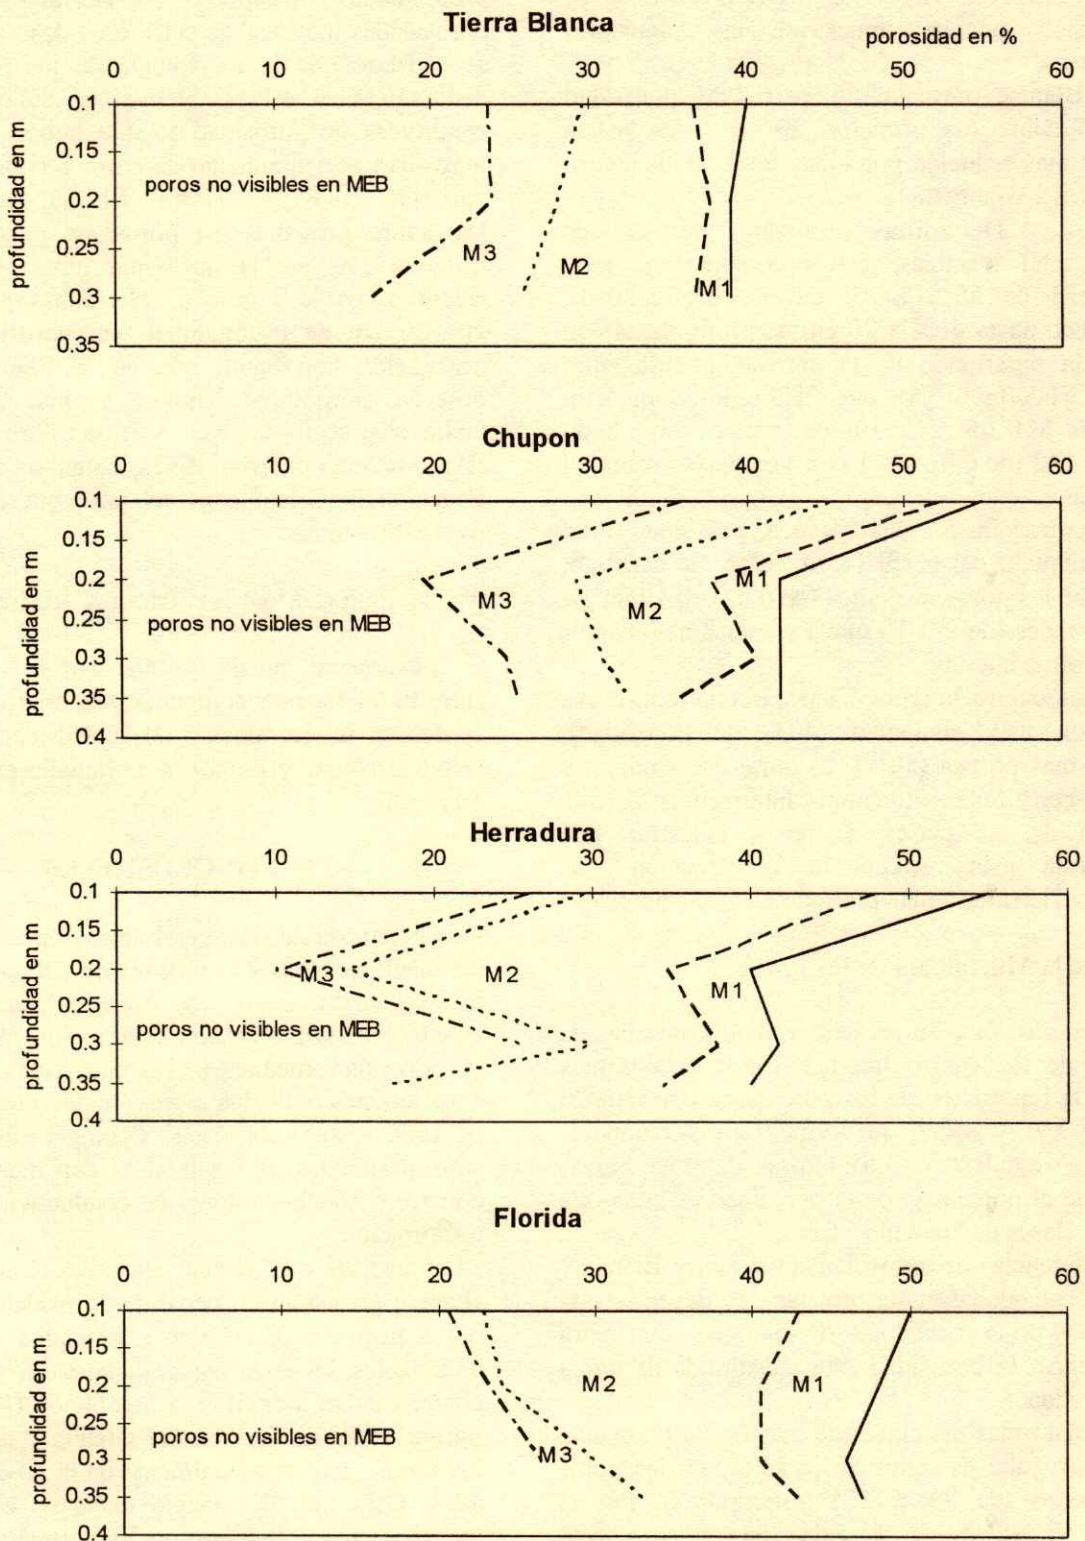 Tierra Blanca
porosidad en %
0 10 20 30 40 50 60
profundidad en m
0.1
0.15
0.2
0.25
0.3
0.35
poros no visibles en MEB
M3
M2
M1
Chupon
0 10 20 30 40 50 60
profundidad en m
0.1
0.15
0.2
0.25
0.3
0.35
0.4
M1
M3
M2
poros no visibles en MEB
Herradura
0 10 20 30 40 50 60
profundidad en m
0.1
0.15
0.2
0.25
0.3
0.35
0.4
M3
M2
M1
poros no visibles en MEB
Florida
0 10 20 30 40 50 60
profundidad en m
0.1
0.15
0.2
0.25
0.3
0.35
0.4
M2
M1
poros no visibles en MEB
M3